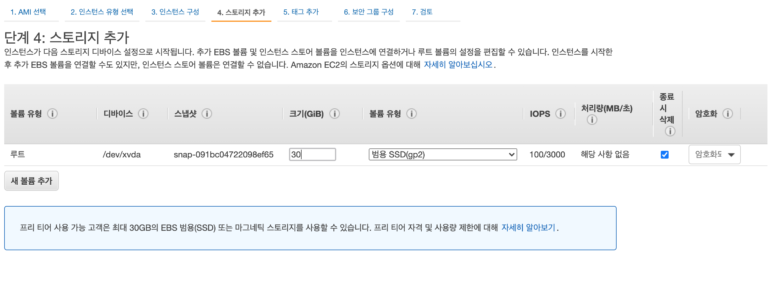 1. AMI 선택 2. 인스턴스 유형 선택 3. 인스턴스 구성 4. 스토리지 추가 5. 태그 추가 6. 보안 그룹 구성 7. 검토
단계 4: 스토리지 추가
인스턴스가 다음 스토리지 디바이스 설정으로 시작됩니다. 추가 EBS 볼륨 및 인스턴스 스토어 볼륨을 인스턴스에 연결하거나 루트 볼륨의 설정을 편집할 수 있습니다. 인스턴스를 시작한
후 추가 EBS 볼륨을 연결할 수도 있지만, 인스턴스 스토어 볼륨은 연결할 수 없습니다. Amazon EC2의 스토리지 옵션에 대해 자세히 알아보십시오.
볼륨 유형 디바이스 스냅샷 크기(GiB) 볼륨 유형 IOPS 처리량(MB/초) 종료 시 삭제 암호화
루트 /dev/xvda snap-091bc04722098ef65 30 범용 SSD(gp2) 100/3000 해당 사항 없음 암호화되
새 볼륨 추가
프리 티어 사용 가능 고객은 최대 30GB의 EBS 범용(SSD) 또는 마그네틱 스토리지를 사용할 수 있습니다. 프리 티어 자격 및 사용량 제한에 대해 자세히 알아보기.